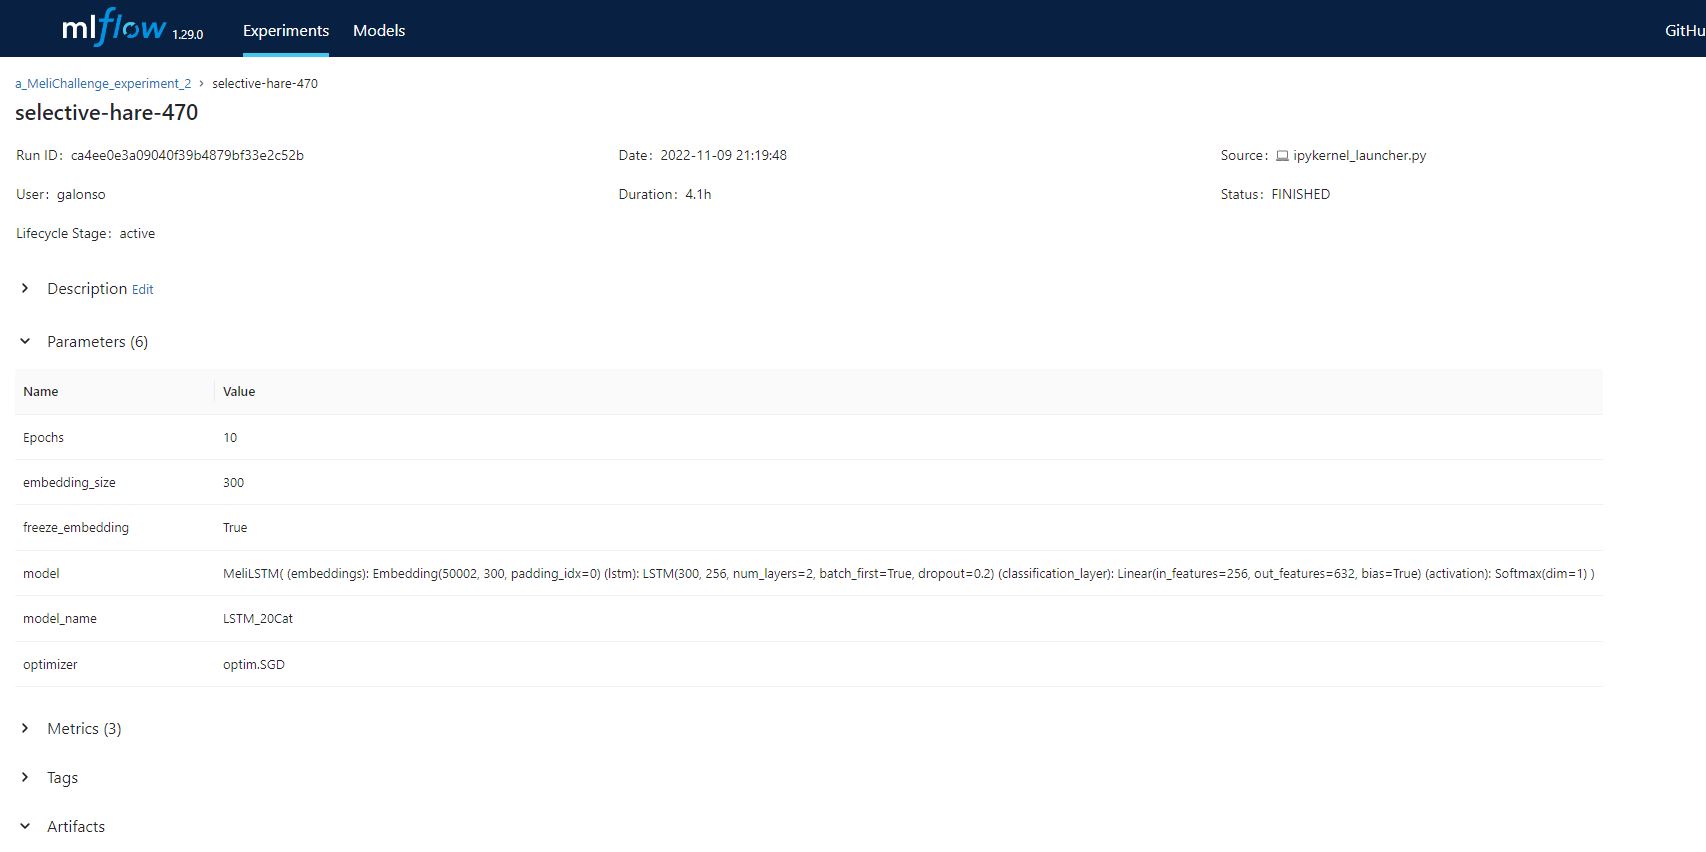 mlflow 1.29.0 Experiments Models GitHu
a_MeliChallenge_experiment_2 › selective-hare-470
selective-hare-470
Run ID: ca4ee0e3a09040f39b4879bf33e2c52b Date: 2022-11-09 21:19:48 Source: ipykernel_launcher.py
User: galonso Duration: 4.1h Status: FINISHED
Lifecycle Stage: active
Description Edit
Parameters (6)
Name Value
Epochs 10
embedding_size 300
freeze_embedding True
model MeliLSTM( (embeddings): Embedding(50002, 300, padding_idx=0) (lstm): LSTM(300, 256, num_layers=2, batch_first=True, dropout=0.2) (classification_layer): Linear(in_features=256, out_features=632, bias=True) (activation): Softmax(dim=1) )
model_name LSTM_20Cat
optimizer optim.SGD
Metrics (3)
Tags
Artifacts